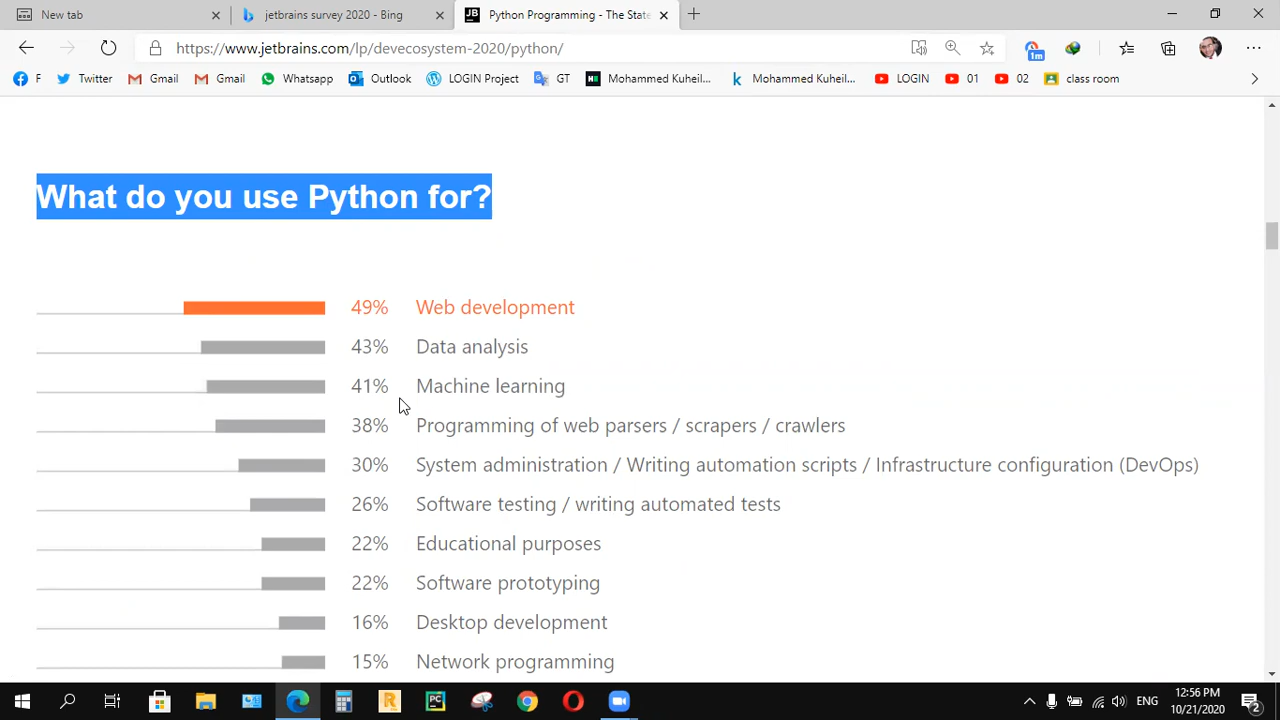 New tab
jetbrains survey 2020 - Bing
Python Programming - The State
https://www.jetbrains.com/lp/devecosystem-2020/python/
1m
F
Twitter
Gmail
Gmail
Whatsapp
Outlook
LOGIN Project
GT
Mohammed Kuheil...
Mohammed Kuheil...
LOGIN
01
02
class room
What do you use Python for?
49% Web development
43% Data analysis
41% Machine learning
38% Programming of web parsers / scrapers / crawlers
30% System administration / Writing automation scripts / Infrastructure configuration (DevOps)
26% Software testing / writing automated tests
22% Educational purposes
22% Software prototyping
16% Desktop development
15% Network programming
ENG
12:56 PM
10/21/2020
2